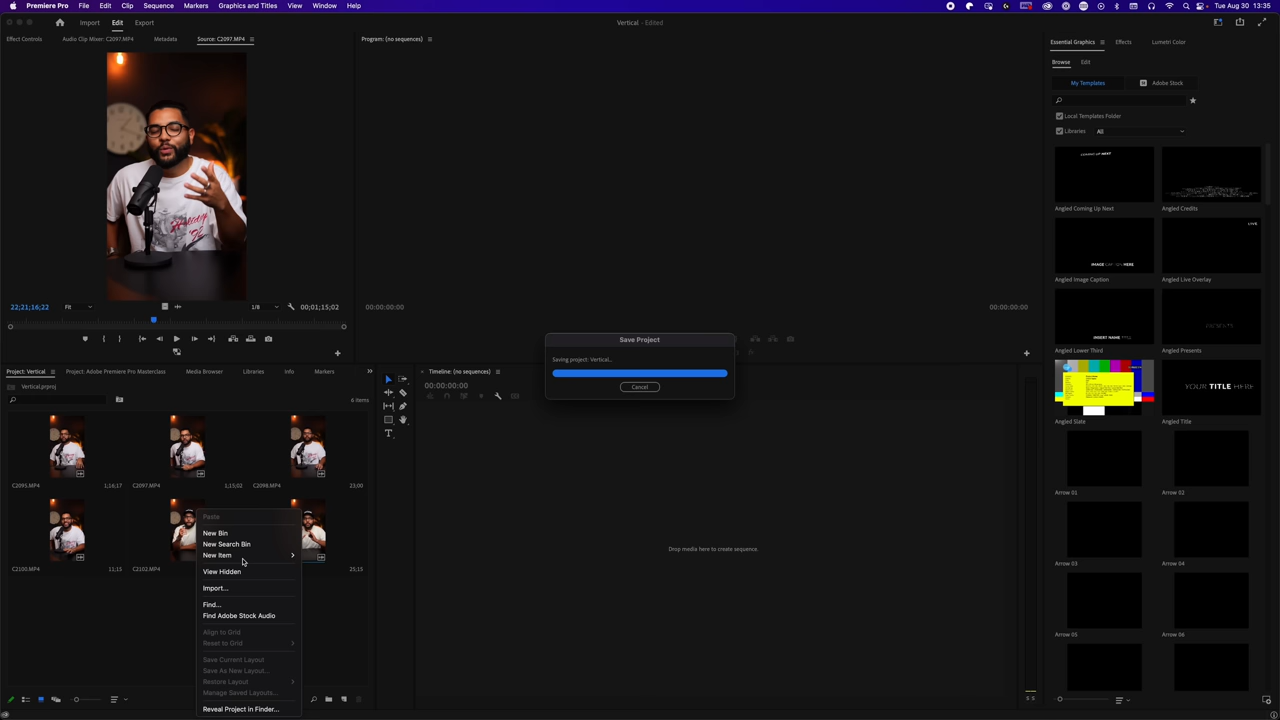 Premiere Pro File Edit Clip Sequence Markers Graphics and Titles View Window Help Tue Aug 30 13:35
Import Edit Export Vertical - Edited
Effect Controls Audio Clip Mixer: C2097.MP4 Metadata Source: C2097.MP4 Program: (no sequences)
Essential Graphics Effects Lumetri Color
Browse Edit
My Templates Adobe Stock
Local Templates Folder
Libraries All
COMING UP NEXT
Angled Coming Up Next Angled Credits
LIVE
IMAGE CAPTION HERE
Angled Image Caption Angled Live Overlay
INSERT NAME TITLE
Angled Lower Third Angled Presents
YOUR TITLE HERE
Angled Slate Angled Title
Arrow 01 Arrow 02
Arrow 03 Arrow 04
Arrow 05 Arrow 06
22;21;16;22 Fit 1/8 00;01;15;02 00:00:00:00 00:00:00:00
Save Project
Saving project: Vertical...
Cancel
Project: Vertical Project: Adobe Premiere Pro Masterclass Media Browser Libraries Info Markers
Vertical.prproj
6 items
C2095.MP4 1;16;17 C2097.MP4 1;15;02 C2098.MP4 23;00
C2100.MP4 11;15 C2102.MP4 25;15
Paste
New Bin
New Search Bin
New Item
View Hidden
Import...
Find...
Find Adobe Stock Audio
Align to Grid
Reset to Grid
Save Current Layout
Save As New Layout...
Restore Layout
Manage Saved Layouts...
Reveal Project in Finder...
× Timeline: (no sequences)
00:00:00:00
T
Drop media here to create sequence.
S S